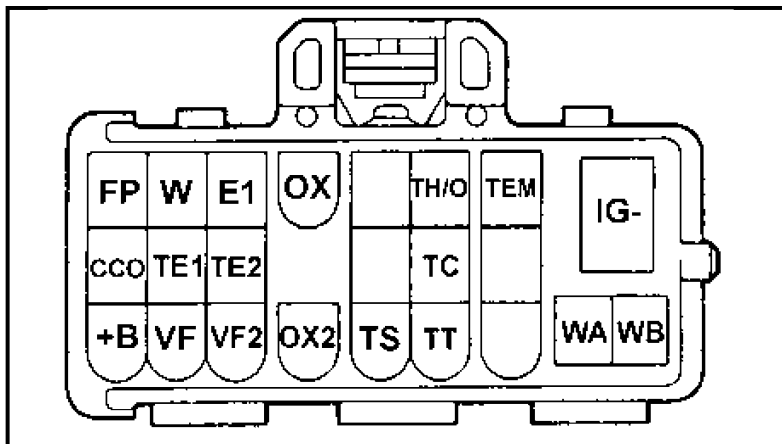 FP W E1 OX TH/O TEM
IG-
CCO TE1 TE2 TC
+B VF VF2 OX2 TS TT WA WB